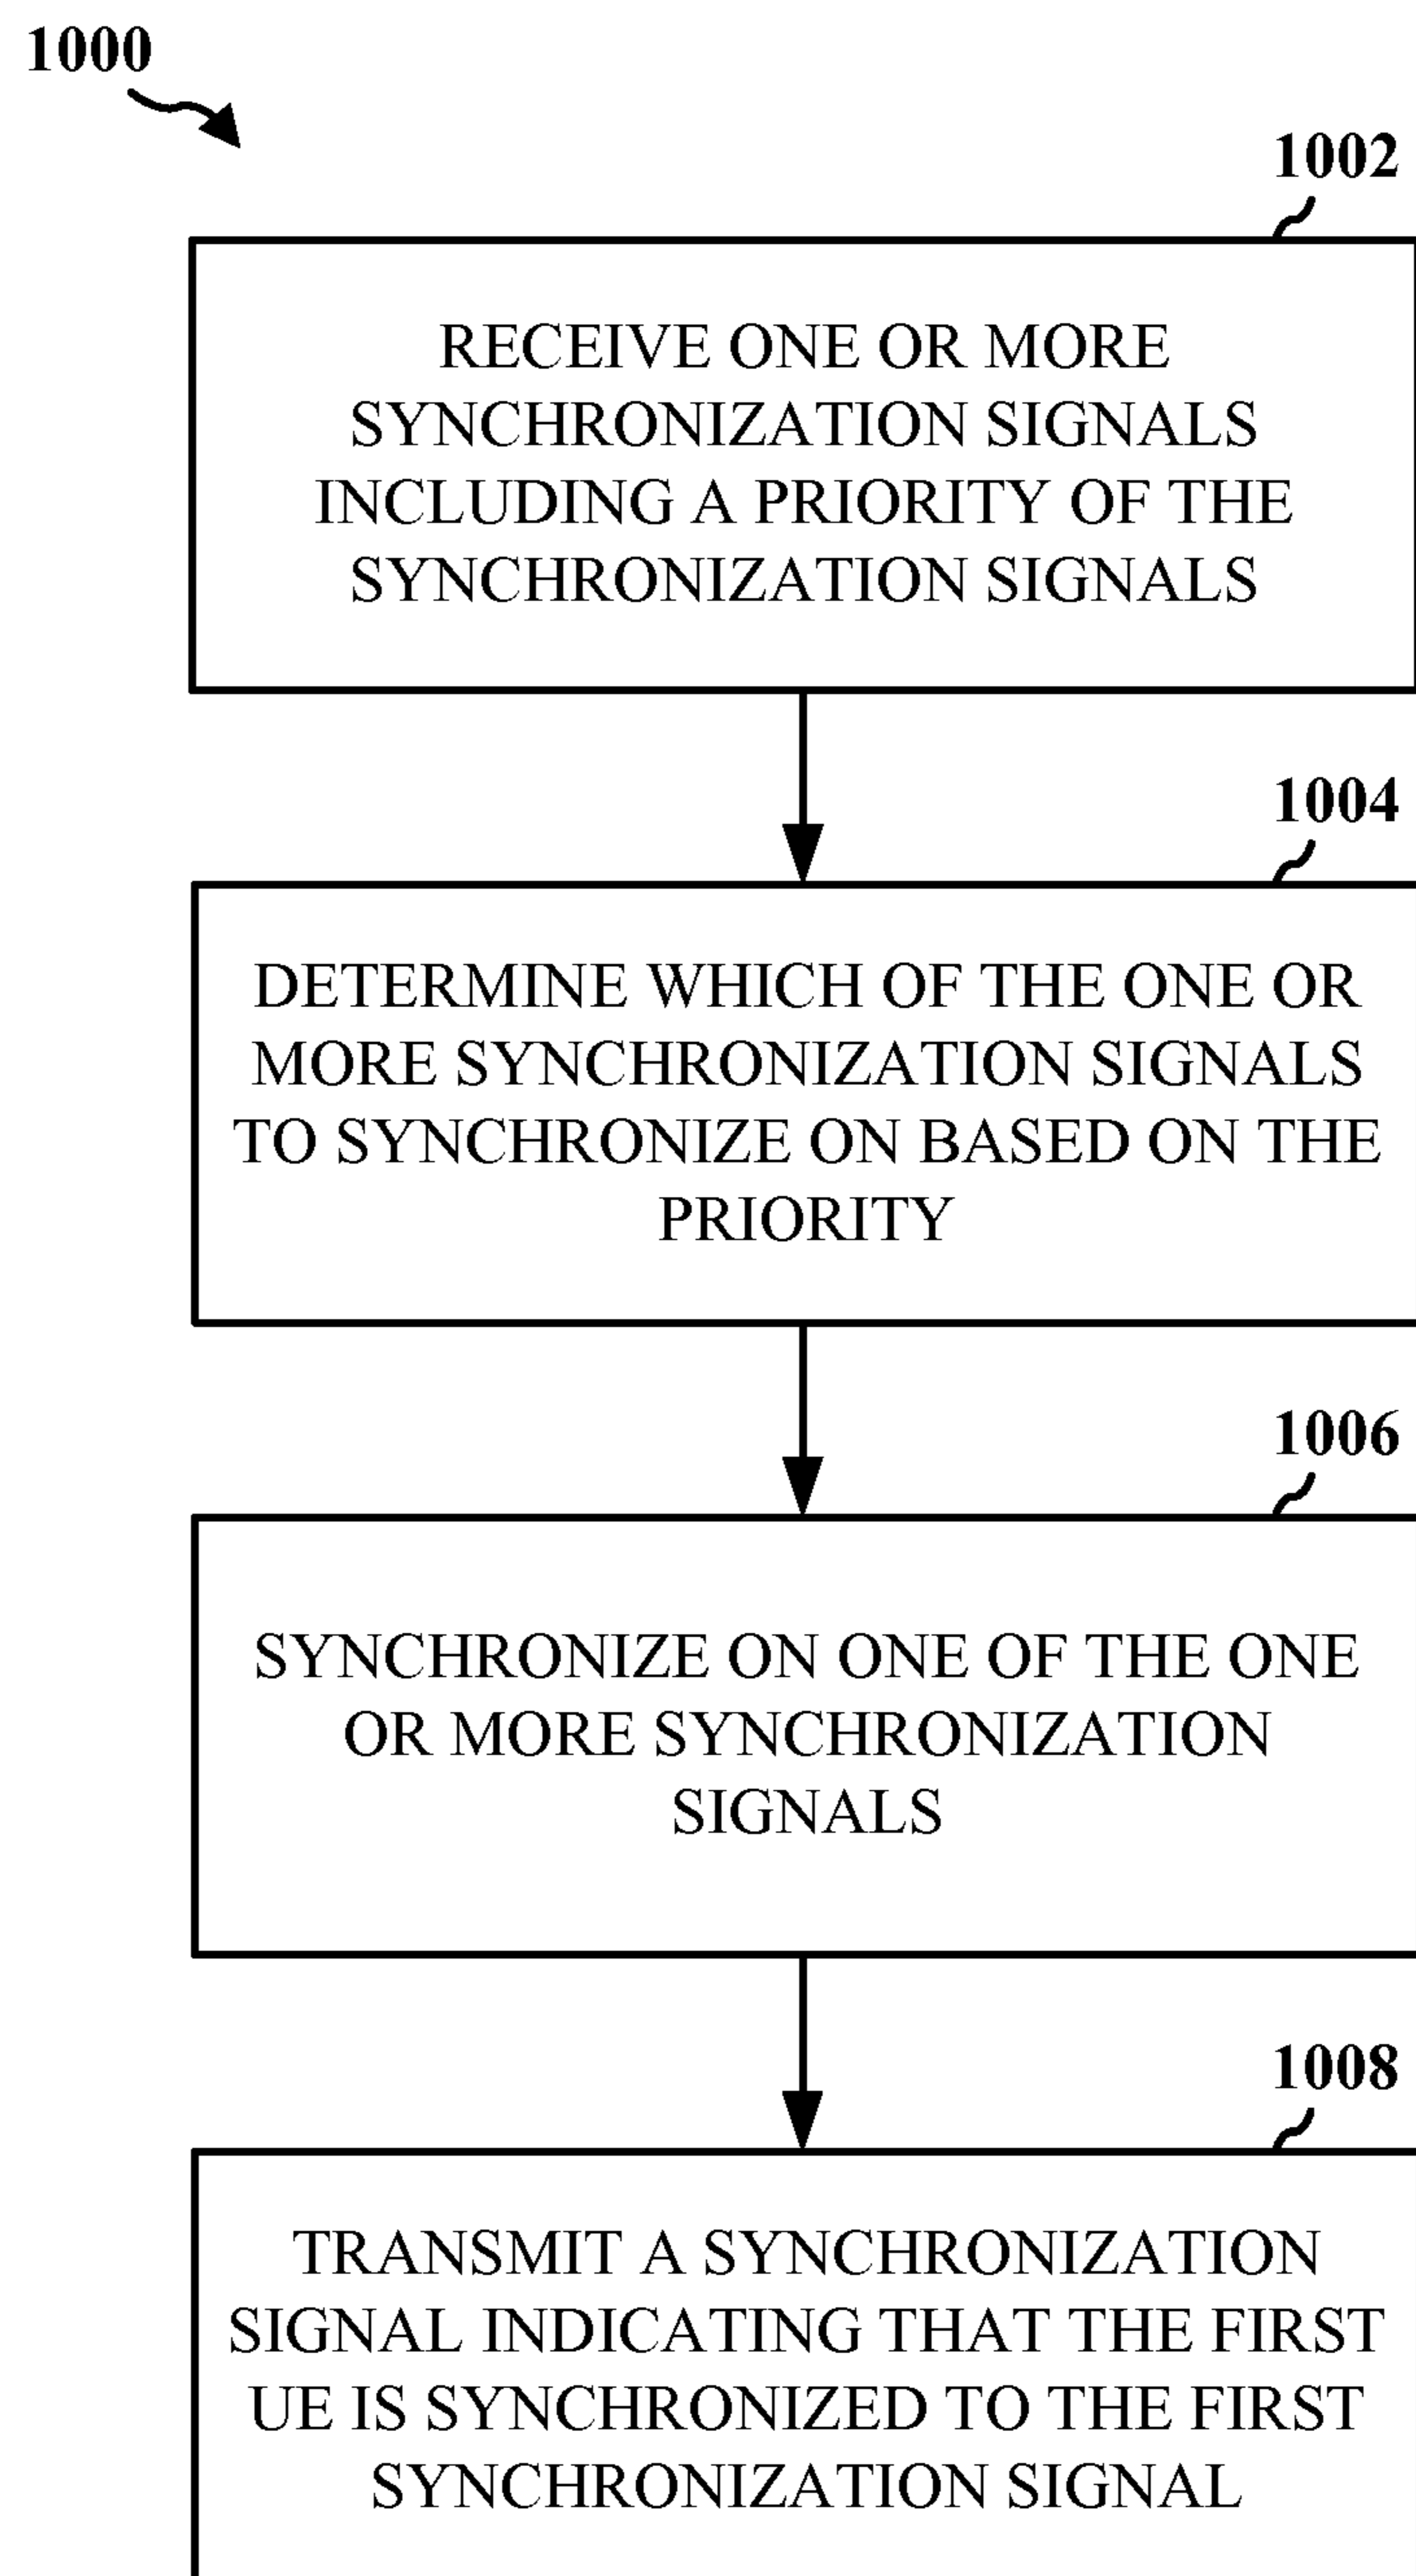 1000
1002
RECEIVE ONE OR MORE
SYNCHRONIZATION SIGNALS
INCLUDING A PRIORITY OF THE
SYNCHRONIZATION SIGNALS
1004
DETERMINE WHICH OF THE ONE OR
MORE SYNCHRONIZATION SIGNALS
TO SYNCHRONIZE ON BASED ON THE
PRIORITY
1006
SYNCHRONIZE ON ONE OF THE ONE
OR MORE SYNCHRONIZATION
SIGNALS
1008
TRANSMIT A SYNCHRONIZATION
SIGNAL INDICATING THAT THE FIRST
UE IS SYNCHRONIZED TO THE FIRST
SYNCHRONIZATION SIGNAL